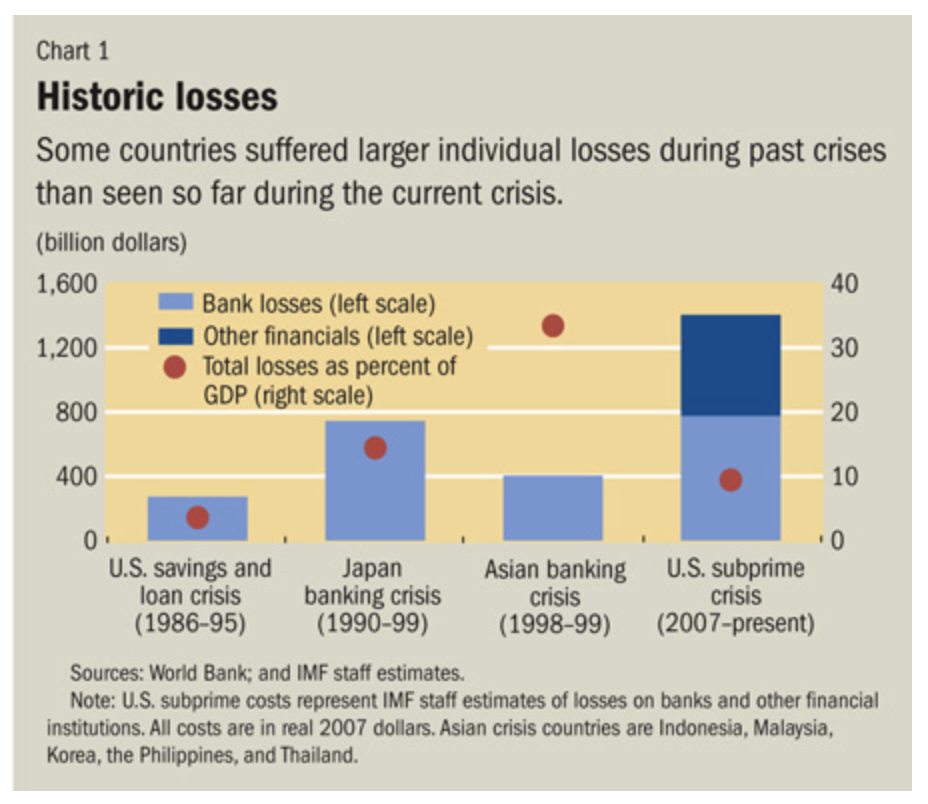 Chart 1
Historic losses
Some countries suffered larger individual losses during past crises
than seen so far during the current crisis.
(billion dollars)
1,600
1,200
800
400
0
Bank losses (left scale)
Other financials (left scale)
Total losses as percent of
GDP (right scale)
40
30
20
10
0
U.S. savings and
loan crisis
(1986–95)
Japan
banking crisis
(1990–99)
Asian banking
crisis
(1998–99)
U.S. subprime
crisis
(2007–present)
Sources: World Bank; and IMF staff estimates.
Note: U.S. subprime costs represent IMF staff estimates of losses on banks and other financial
institutions. All costs are in real 2007 dollars. Asian crisis countries are Indonesia, Malaysia,
Korea, the Philippines, and Thailand.